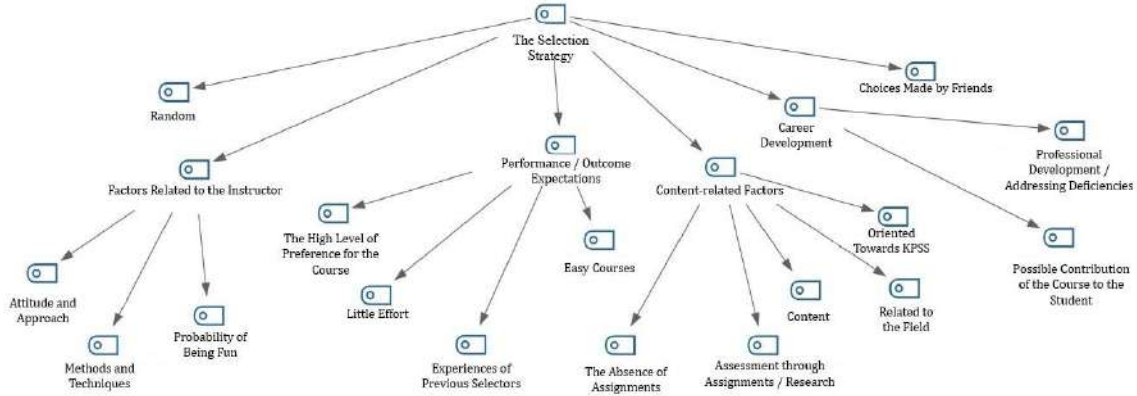 The Selection
Strategy
Random
Choices Made by Friends
Career
Development
Professional
Development /
Addressing Deficiencies
Factors Related to the Instructor
Performance / Outcome
Expectations
Content-related Factors
The High Level of
Preference for the
Course
Easy Courses
Oriented
Towards KPSS
Possible Contribution
of the Course to the
Student
Attitude and
Approach
Little Effort
Content
Related to
the Field
Probability of
Being Fun
Methods and
Techniques
Experiences of
Previous Selectors
The Absence of
Assignments
Assessment through
Assignments / Research